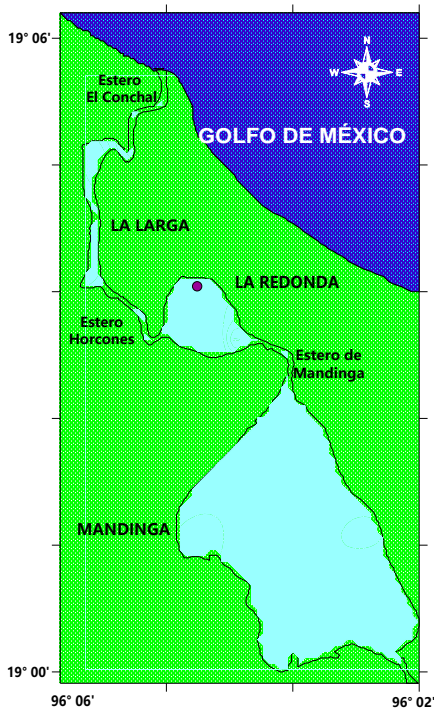 19° 06'
N
W E
S
Estero
El Conchal
GOLFO DE MÉXICO
LA LARGA
LA REDONDA
Estero
Horcones
Estero de
Mandinga
MANDINGA
19° 00'
96° 06'
96° 02'